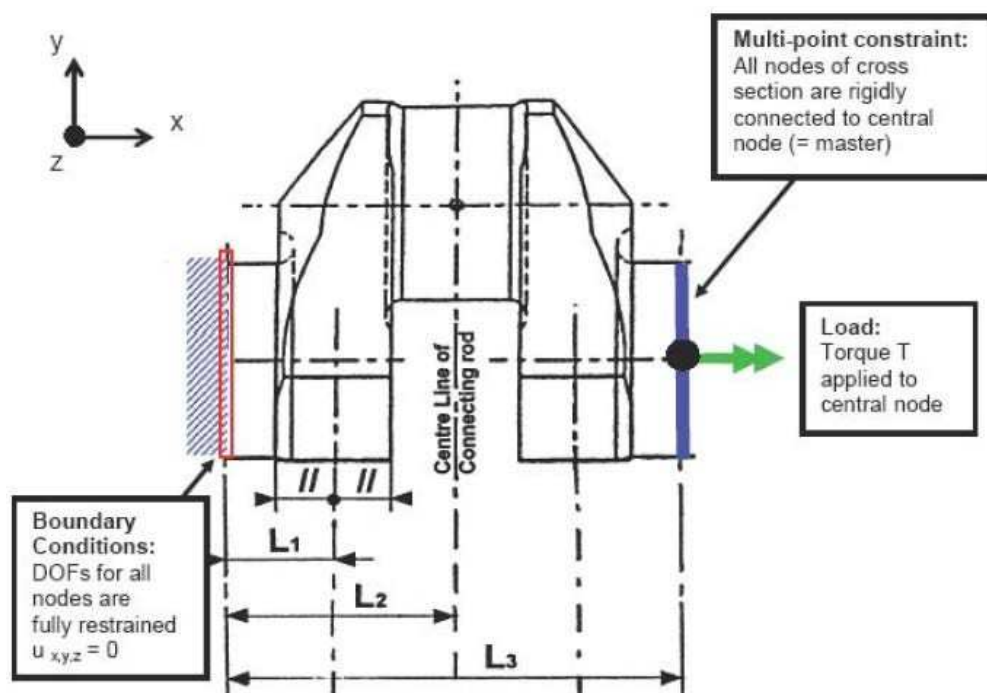 y
x
z
Multi-point constraint:
All nodes of cross
section are rigidly
connected to central
node (= master)
Load:
Torque T
applied to
central node
Centre Line of
Connecting rod
Boundary
Conditions:
DOFs for all
nodes are
fully restrained
u x,y,z = 0
L1
L2
L3